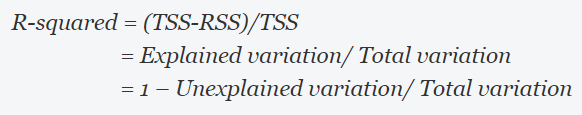 R-squared = (TSS-RSS)/TSS
= Explained variation/ Total variation
= 1 – Unexplained variation/ Total variation